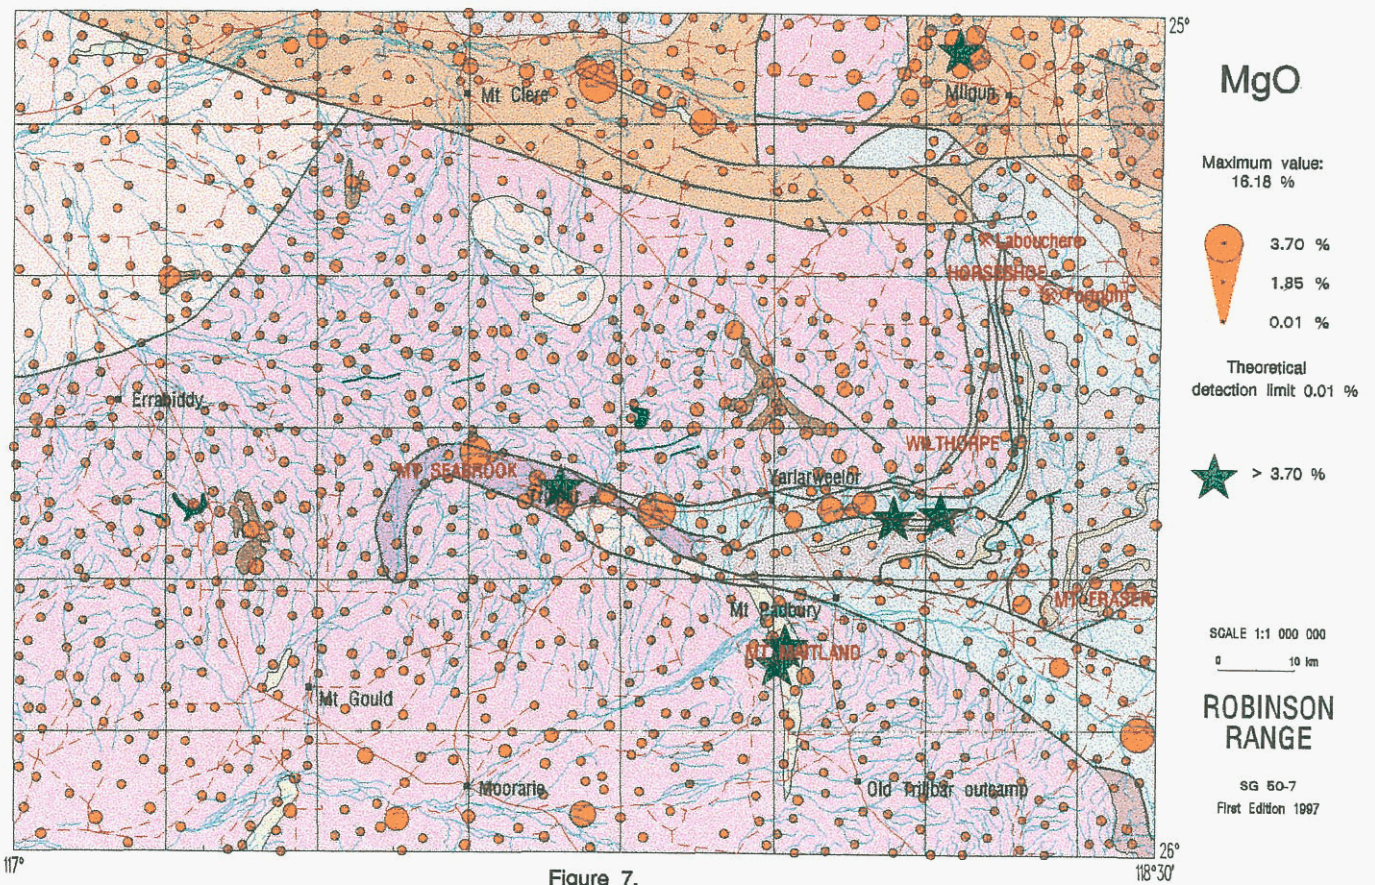 25°
MgO
Maximum value:
16.18 %
3.70 %
1.85 %
0.01 %
Theoretical
detection limit 0.01 %
> 3.70 %
SCALE 1:1 000 000
0 10 km
ROBINSON
RANGE
SG 50-7
First Edition 1997
Mt Clere
Milgun
Labouchere
HORSESHOE
Errabiddy
WILTHORPE
MT SEABROOK
Yarlarweelor
Mt Padbury
MT FRASER
MT MAITLAND
Mt Gould
Moorarie
Old Trillbar outcamp
117°
26°
118°30'
Figure 7.